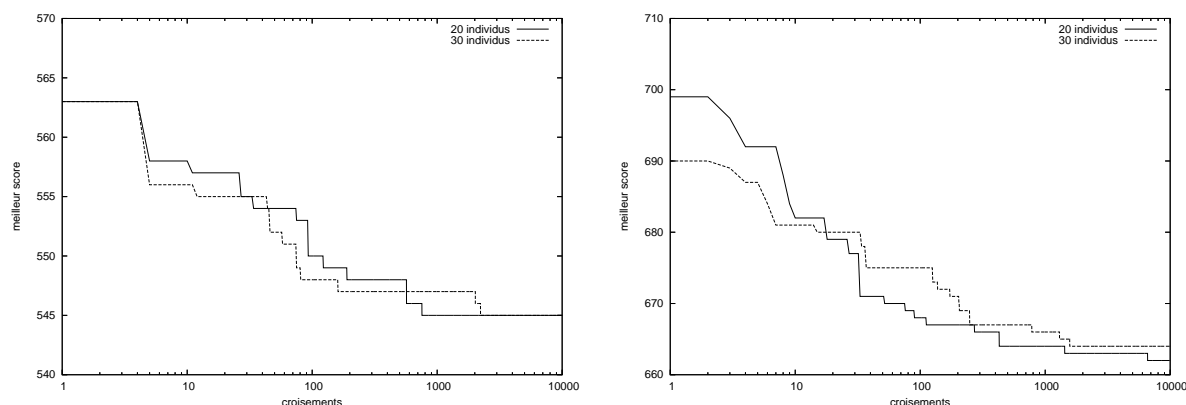 570
565
560
555
550
545
540
1
10
100
1000
10000
meilleur score
croisements
20 individus
30 individus
710
700
690
680
670
660
1
10
100
1000
10000
meilleur score
croisements
20 individus
30 individus